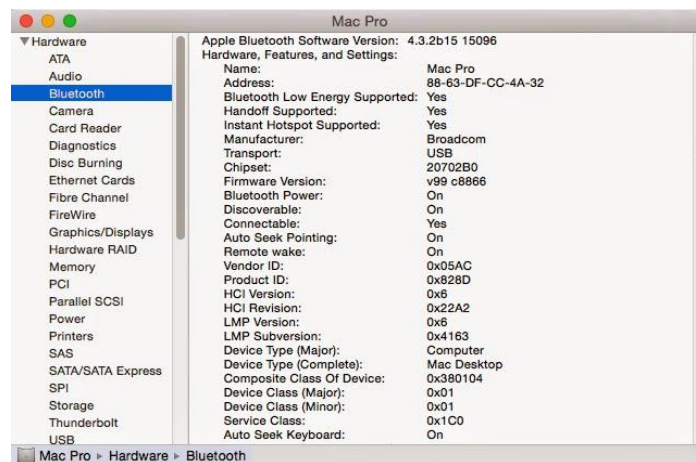 Mac Pro
Hardware
ATA
Audio
Bluetooth
Camera
Card Reader
Diagnostics
Disc Burning
Ethernet Cards
Fibre Channel
FireWire
Graphics/Displays
Hardware RAID
Memory
PCI
Parallel SCSI
Power
Printers
SAS
SATA/SATA Express
SPI
Storage
Thunderbolt
USB
Apple Bluetooth Software Version: 4.3.2b15 15096
Hardware, Features, and Settings:
Name: Mac Pro
Address: 88-63-DF-CC-4A-32
Bluetooth Low Energy Supported: Yes
Handoff Supported: Yes
Instant Hotspot Supported: Yes
Manufacturer: Broadcom
Transport: USB
Chipset: 20702B0
Firmware Version: v99 c8866
Bluetooth Power: On
Discoverable: On
Connectable: Yes
Auto Seek Pointing: On
Remote wake: On
Vendor ID: 0x05AC
Product ID: 0x828D
HCI Version: 0x6
HCI Revision: 0x22A2
LMP Version: 0x6
LMP Subversion: 0x4163
Device Type (Major): Computer
Device Type (Complete): Mac Desktop
Composite Class Of Device: 0x380104
Device Class (Major): 0x01
Device Class (Minor): 0x01
Service Class: 0x1C0
Auto Seek Keyboard: On
Mac Pro ▸ Hardware ▸ Bluetooth